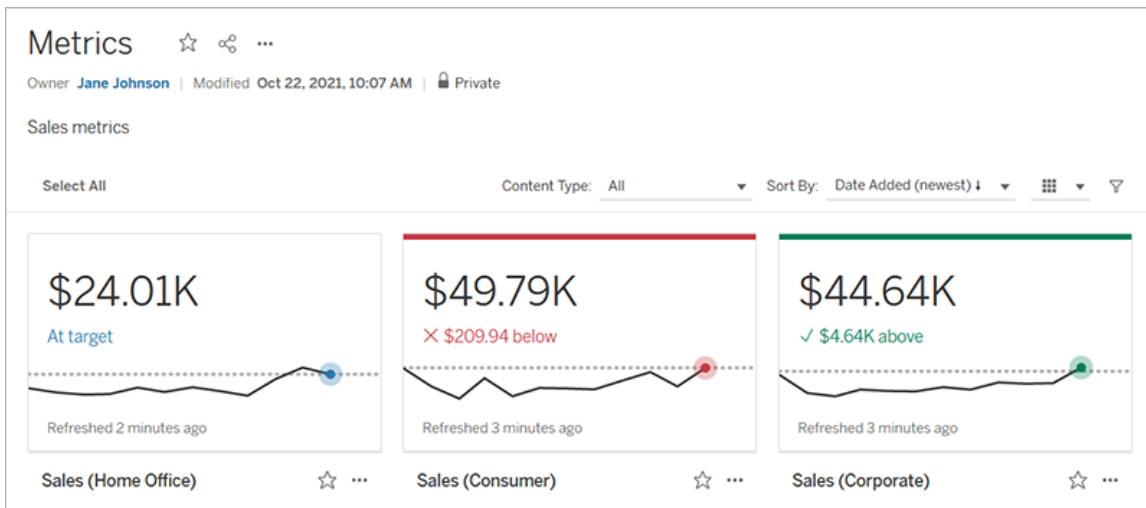 Metrics
Owner Jane Johnson | Modified Oct 22, 2021, 10:07 AM | Private
Sales metrics
Select All Content Type: All Sort By: Date Added (newest) ↓
$24.01K $49.79K $44.64K
At target × $209.94 below ✓ $4.64K above
Refreshed 2 minutes ago Refreshed 3 minutes ago Refreshed 3 minutes ago
Sales (Home Office) Sales (Consumer) Sales (Corporate)